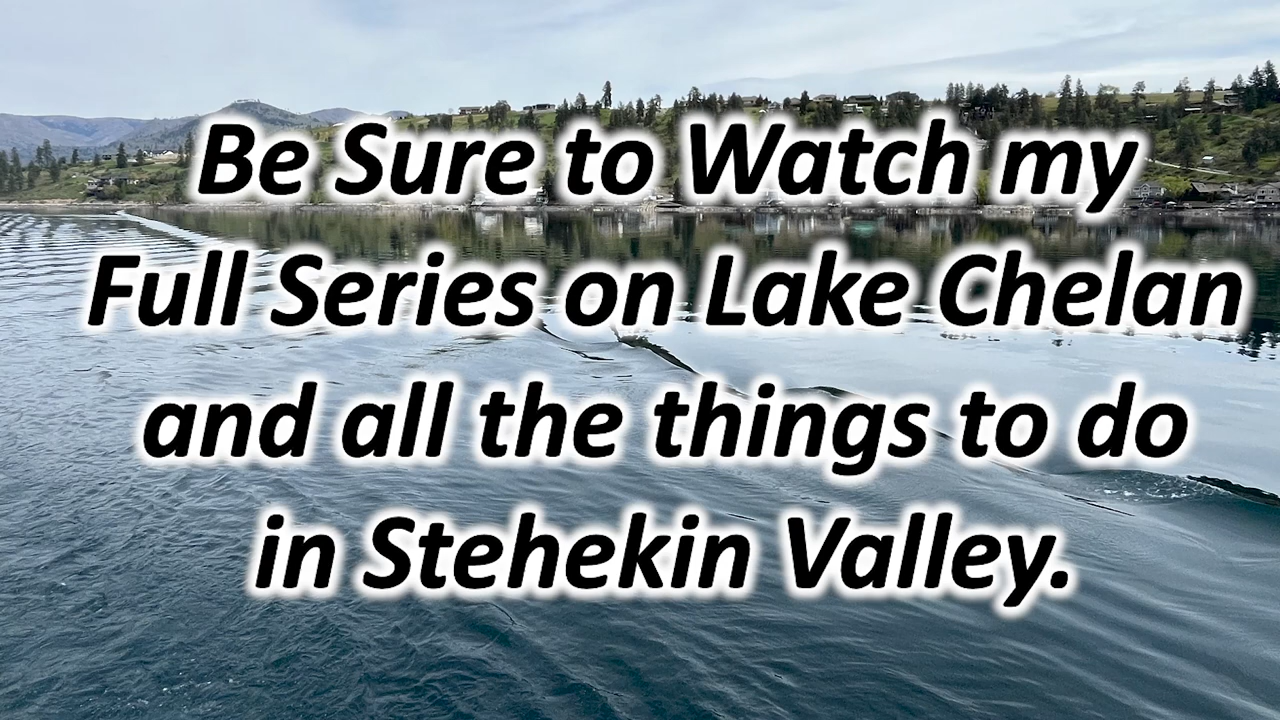 Be Sure to Watch my
Full Series on Lake Chelan
and all the things to do
in Stehekin Valley.